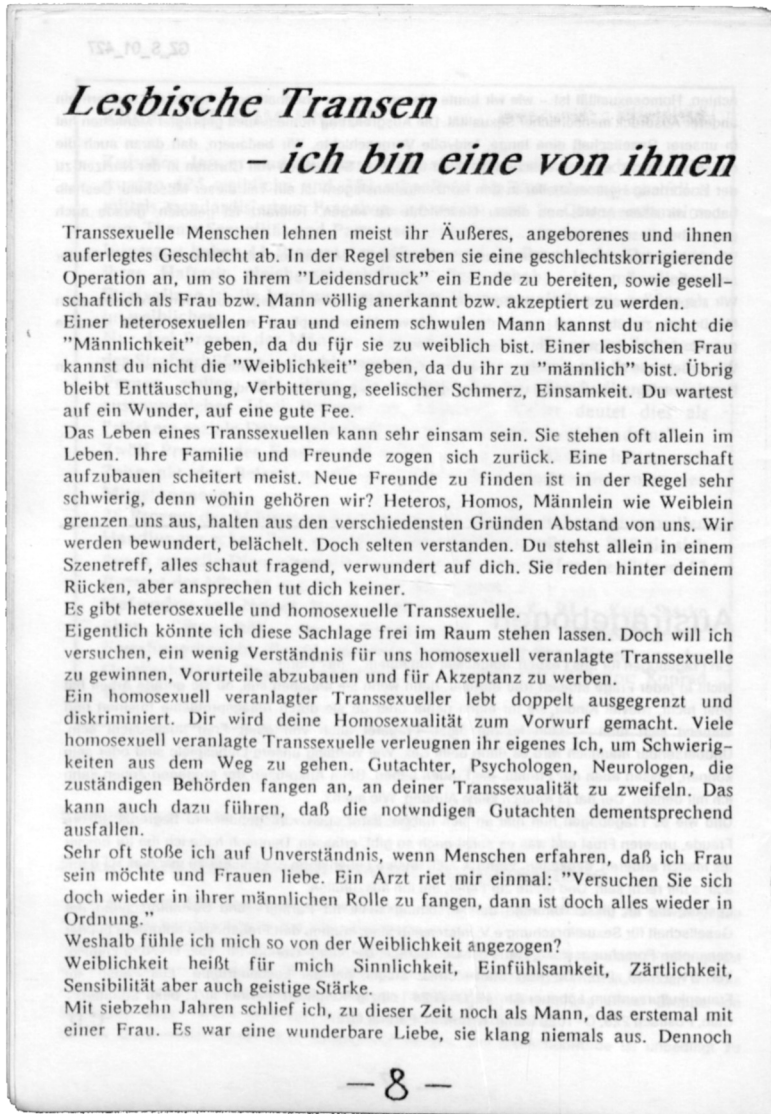 Lesbische Transen
– ich bin eine von ihnen
Transsexuelle Menschen lehnen meist ihr Äußeres, angeborenes und ihnen
auferlegtes Geschlecht ab. In der Regel streben sie eine geschlechtskorrigierende
Operation an, um so ihrem "Leidensdruck" ein Ende zu bereiten, sowie gesell-
schaftlich als Frau bzw. Mann völlig anerkannt bzw. akzeptiert zu werden.
Einer heterosexuellen Frau und einem schwulen Mann kannst du nicht die
"Männlichkeit" geben, da du für sie zu weiblich bist. Einer lesbischen Frau
kannst du nicht die "Weiblichkeit" geben, da du ihr zu "männlich" bist. Übrig
bleibt Enttäuschung, Verbitterung, seelischer Schmerz, Einsamkeit. Du wartest
auf ein Wunder, auf eine gute Fee.
Das Leben eines Transsexuellen kann sehr einsam sein. Sie stehen oft allein im
Leben. Ihre Familie und Freunde zogen sich zurück. Eine Partnerschaft
aufzubauen scheitert meist. Neue Freunde zu finden ist in der Regel sehr
schwierig, denn wohin gehören wir? Heteros, Homos, Männlein wie Weiblein
grenzen uns aus, halten aus den verschiedensten Gründen Abstand von uns. Wir
werden bewundert, belächelt. Doch selten verstanden. Du stehst allein in einem
Szenetreff, alles schaut fragend, verwundert auf dich. Sie reden hinter deinem
Rücken, aber ansprechen tut dich keiner.
Es gibt heterosexuelle und homosexuelle Transsexuelle.
Eigentlich könnte ich diese Sachlage frei im Raum stehen lassen. Doch will ich
versuchen, ein wenig Verständnis für uns homosexuell veranlagte Transsexuelle
zu gewinnen, Vorurteile abzubauen und für Akzeptanz zu werben.
Ein homosexuell veranlagter Transsexueller lebt doppelt ausgegrenzt und
diskriminiert. Dir wird deine Homosexualität zum Vorwurf gemacht. Viele
homosexuell veranlagte Transsexuelle verleugnen ihr eigenes Ich, um Schwierig-
keiten aus dem Weg zu gehen. Gutachter, Psychologen, Neurologen, die
zuständigen Behörden fangen an, an deiner Transsexualität zu zweifeln. Das
kann auch dazu führen, daß die notwndigen Gutachten dementsprechend
ausfallen.
Sehr oft stoße ich auf Unverständnis, wenn Menschen erfahren, daß ich Frau
sein möchte und Frauen liebe. Ein Arzt riet mir einmal: "Versuchen Sie sich
doch wieder in ihrer männlichen Rolle zu fangen, dann ist doch alles wieder in
Ordnung."
Weshalb fühle ich mich so von der Weiblichkeit angezogen?
Weiblichkeit heißt für mich Sinnlichkeit, Einfühlsamkeit, Zärtlichkeit,
Sensibilität aber auch geistige Stärke.
Mit siebzehn Jahren schlief ich, zu dieser Zeit noch als Mann, das erstemal mit
einer Frau. Es war eine wunderbare Liebe, sie klang niemals aus. Dennoch
– 8 –